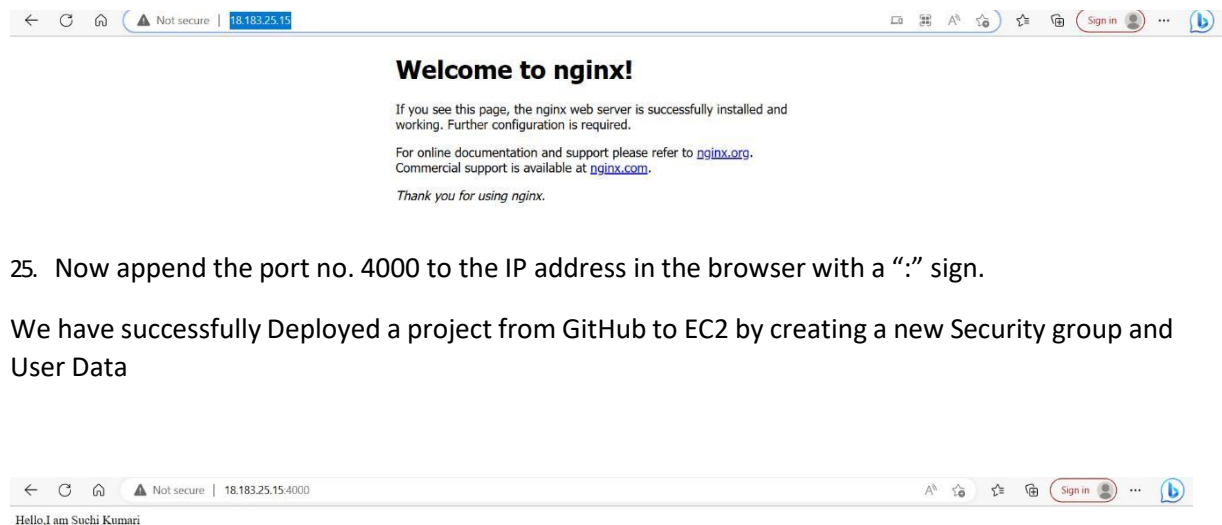 Not secure | 18.183.25.15
Sign in
Welcome to nginx!
If you see this page, the nginx web server is successfully installed and
working. Further configuration is required.
For online documentation and support please refer to nginx.org.
Commercial support is available at nginx.com.
Thank you for using nginx.
25. Now append the port no. 4000 to the IP address in the browser with a “:” sign.
We have successfully Deployed a project from GitHub to EC2 by creating a new Security group and
User Data
Not secure | 18.183.25.15:4000
Sign in
Hello,I am Suchi Kumari